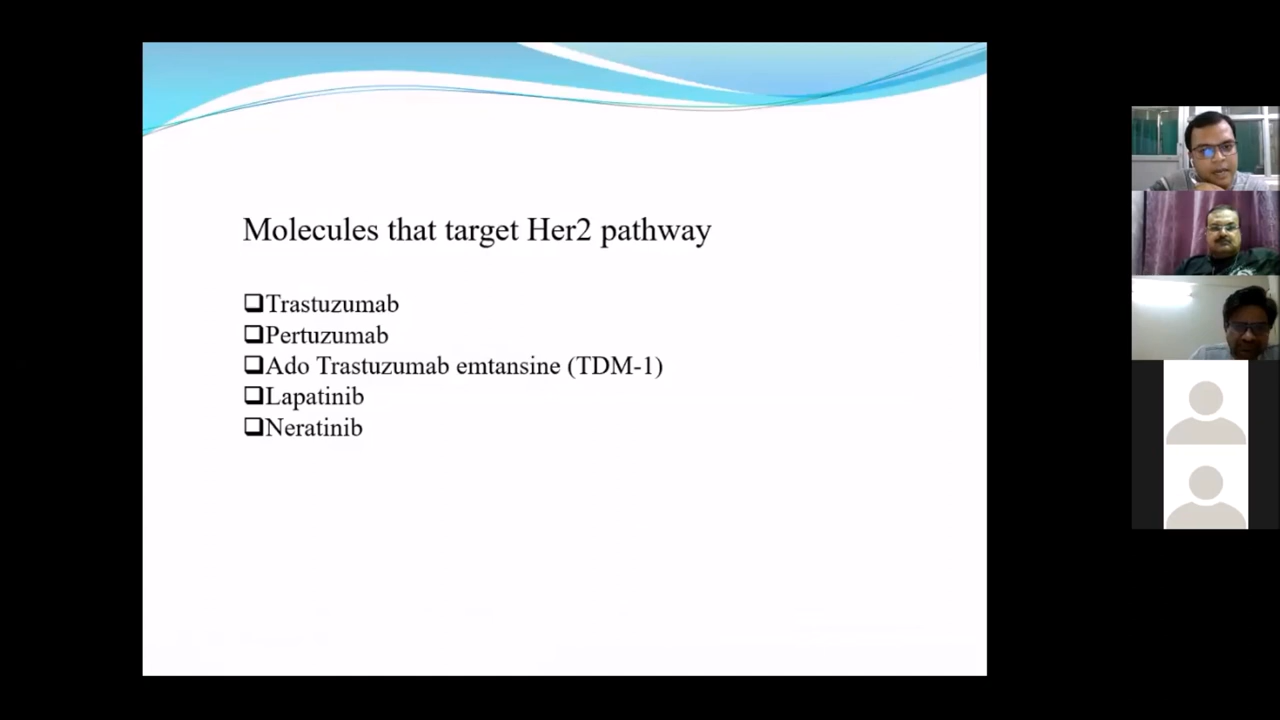 Molecules that target Her2 pathway
❑Trastuzumab
❑Pertuzumab
❑Ado Trastuzumab emtansine (TDM-1)
❑Lapatinib
❑Neratinib